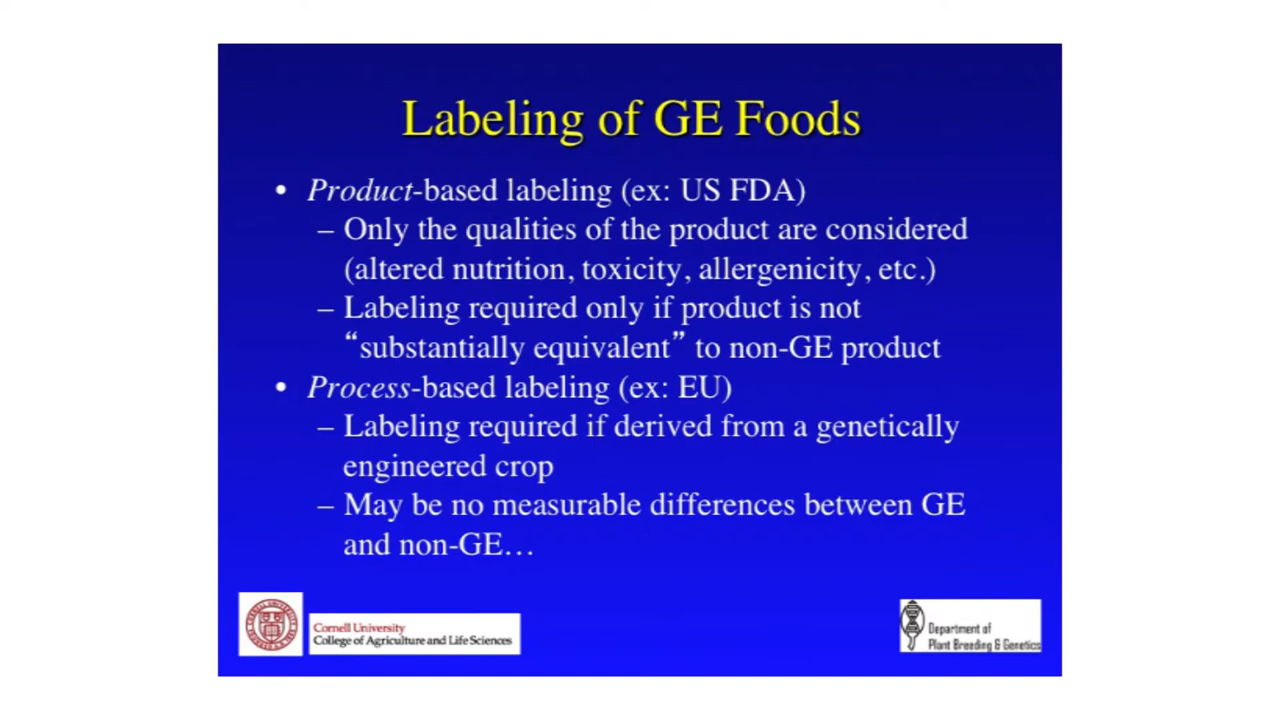 Labeling of GE Foods
• Product-based labeling (ex: US FDA)
– Only the qualities of the product are considered
(altered nutrition, toxicity, allergenicity, etc.)
– Labeling required only if product is not
“substantially equivalent” to non-GE product
• Process-based labeling (ex: EU)
– Labeling required if derived from a genetically
engineered crop
– May be no measurable differences between GE
and non-GE…
Cornell University
College of Agriculture and Life Sciences
Department of
Plant Breeding & Genetics